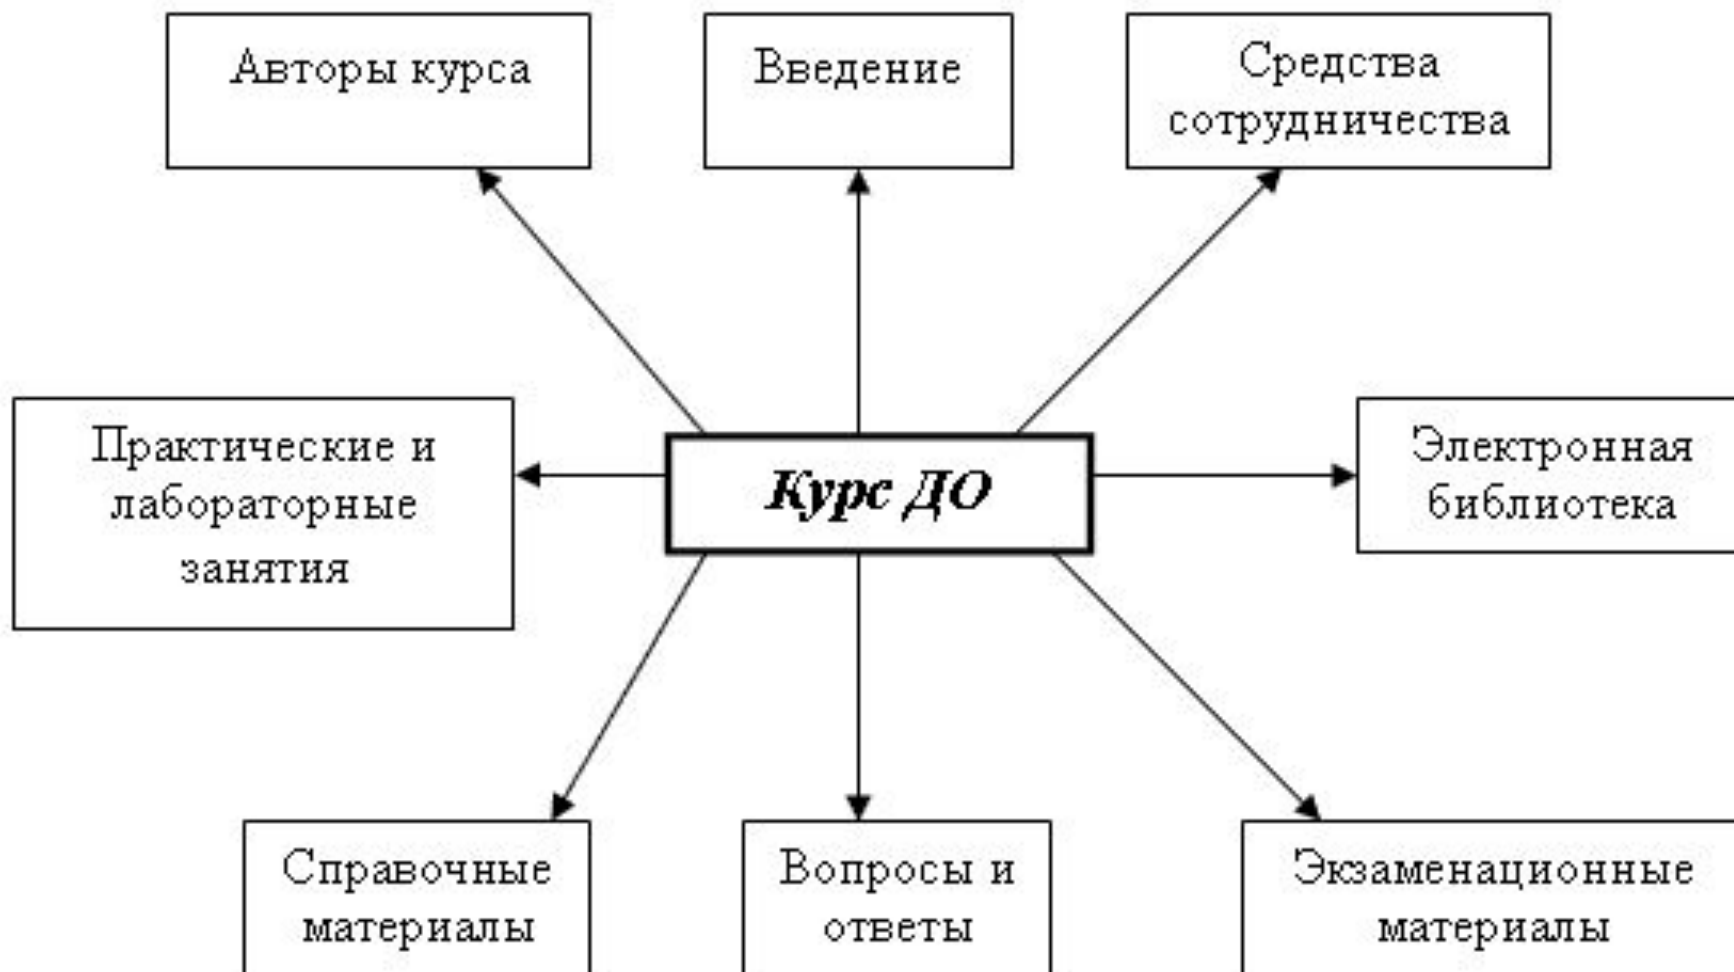 Авторы курса
Введение
Средства
сотрудничества
Практические и
лабораторные
занятия
Курс ДО
Электронная
библиотека
Справочные
материалы
Вопросы и
ответы
Экзаменационные
материалы